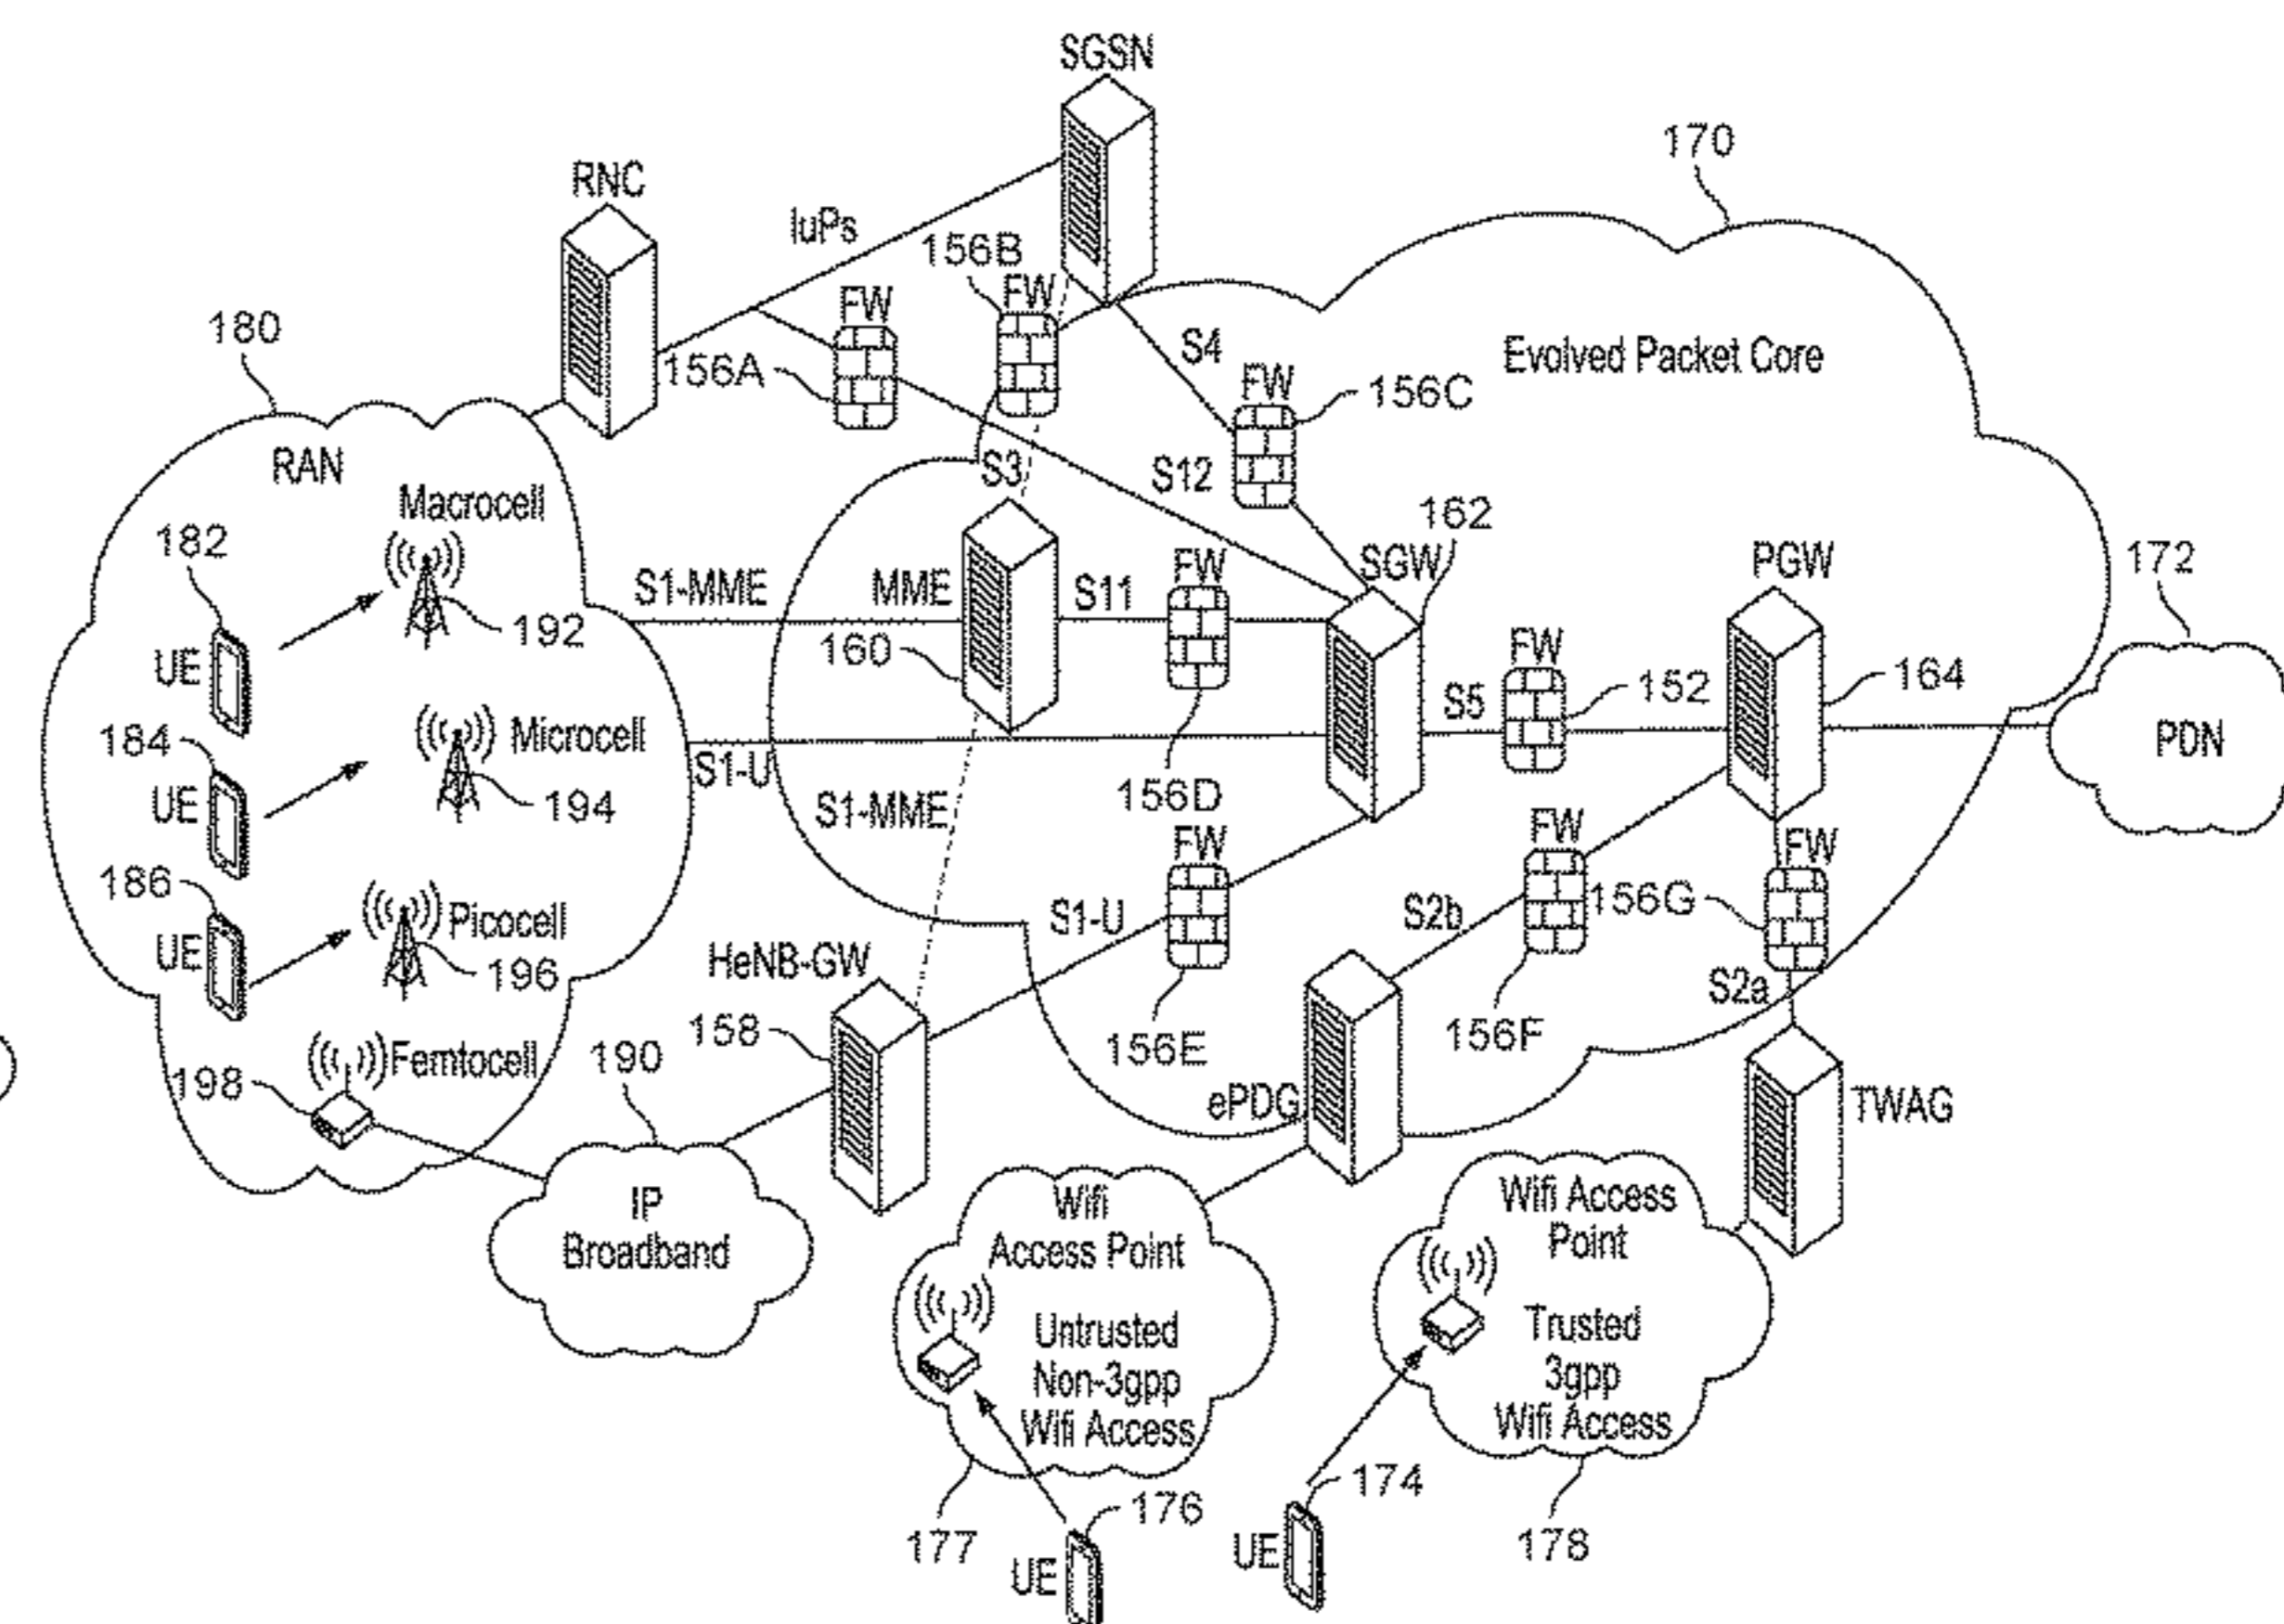 SGSN
170
RNC
IuPs
156B
FW
FW
180
S4
Evolved Packet Core
156A
FW
156C
RAN
S3
S12
Macrocell
162
182
SGW
PGW
172
FW
S1-MME
MME
S11
192
FW
160
UE
S5
152
164
184
Microcell
PDN
S1-U
156D
194
UE
S1-MME
FW
FW
FW
186
Picocell
S1-U
S2b
156G
UE
196
HeNB-GW
S2a
158
156E
156F
Femtocell
190
198
ePDG
TWAG
IP
Broadband
Wifi
Access Point
Wifi Access
Point
Untrusted
Non-3gpp
Wifi Access
Trusted
3gpp
Wifi Access
174
176
177
UE
UE
178